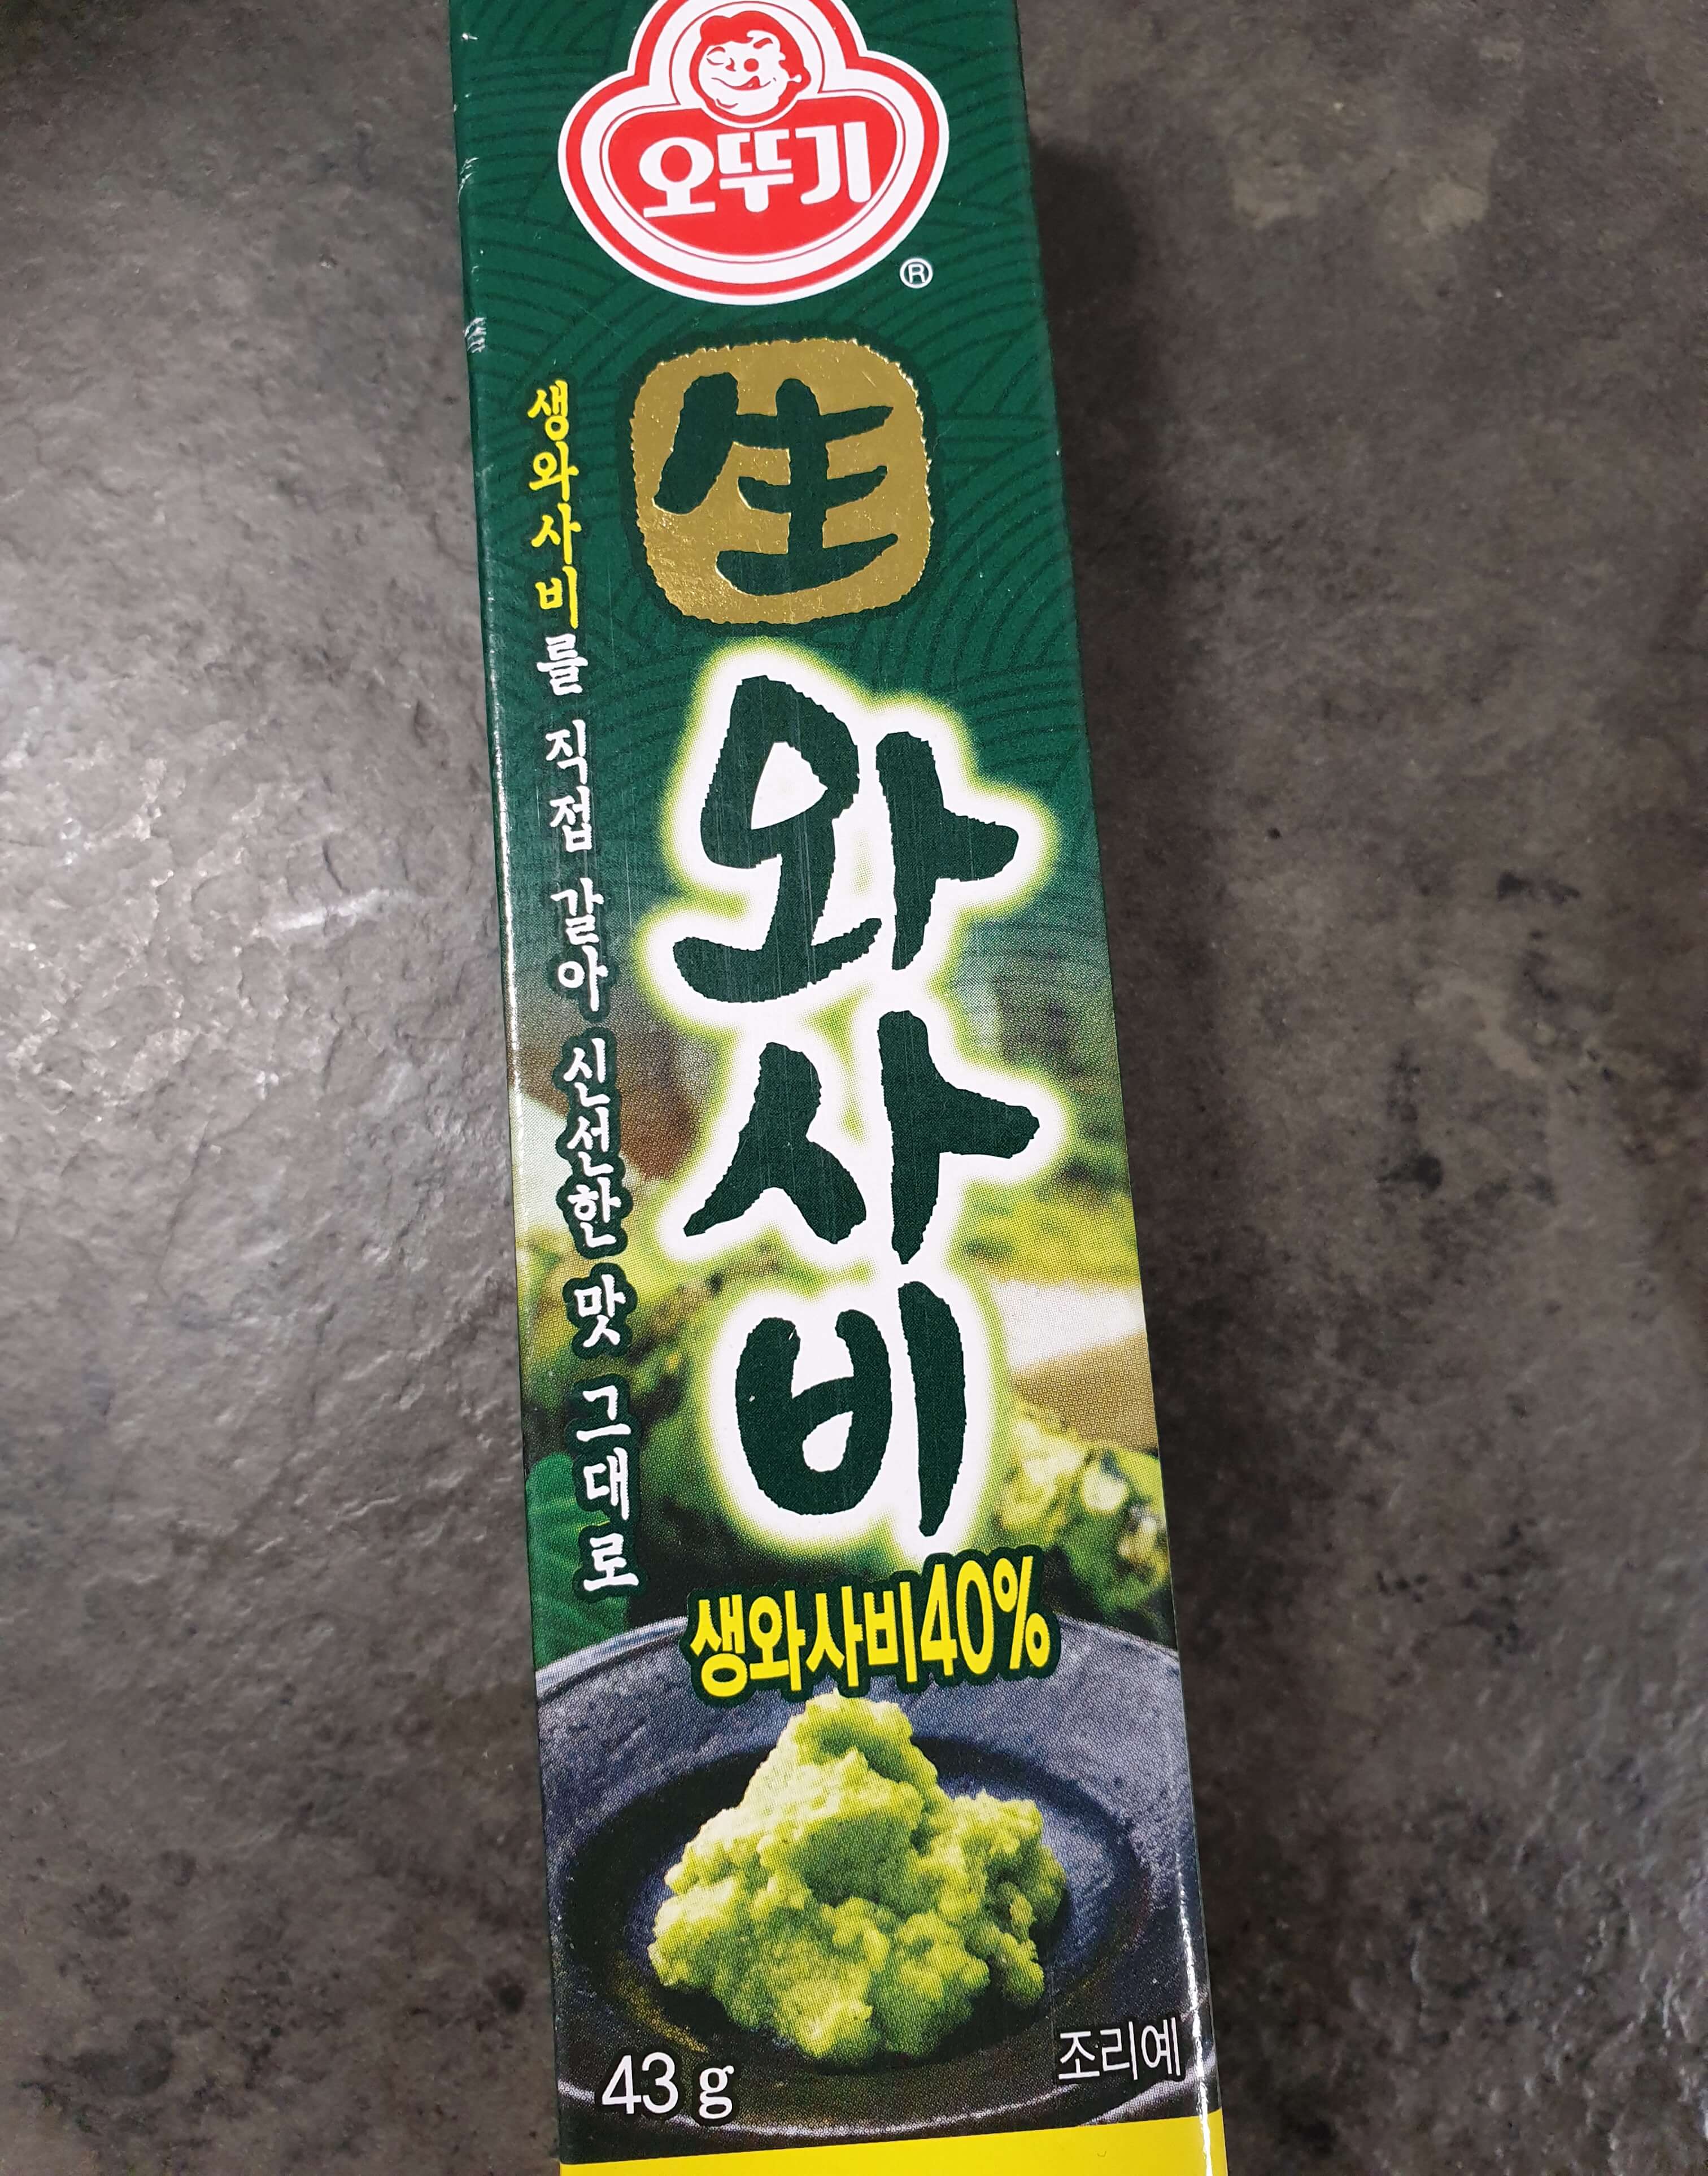 오뚜기
®
生
와사비
생와사비를 직접 갈아 신선한 맛 그대로
생와사비40%
조리예
43 g